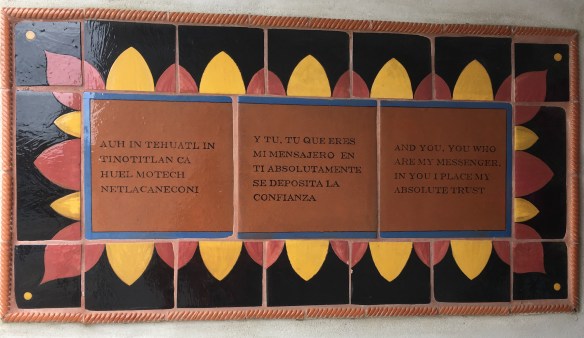 AUH IN TEHUATL IN
TINOTITLAN CA
HUEL MOTECH
NETLACANECONI
Y TU, TU QUE ERES
MI MENSAJERO EN
TI ABSOLUTAMENTE
SE DEPOSITA LA
CONFIANZA
AND YOU, YOU WHO
ARE MY MESSENGER,
IN YOU I PLACE MY
ABSOLUTE TRUST